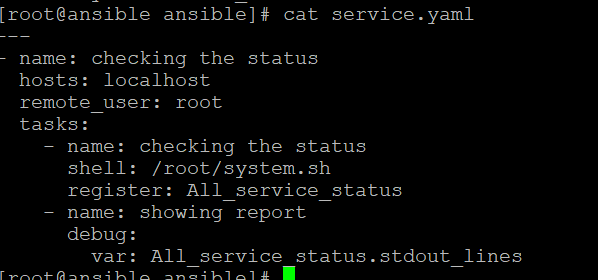 [root@ansible ansible]# cat service.yaml
---
- name: checking the status
  hosts: localhost
  remote_user: root
  tasks:
    - name: checking the status
      shell: /root/system.sh
      register: All_service_status
    - name: showing report
      debug:
        var: All_service_status.stdout_lines
[root@ansible ansible]#